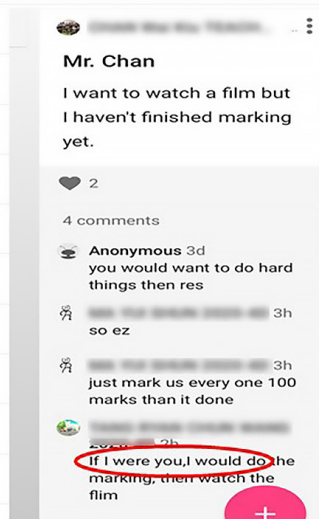 Mr. Chan
I want to watch a film but
I haven't finished marking
yet.
2
4 comments
Anonymous 3d
you would want to do hard
things then res
3h
so ez
3h
just mark us every one 100
marks than it done
2h
If I were you,I would do the
marking, then watch the
flim